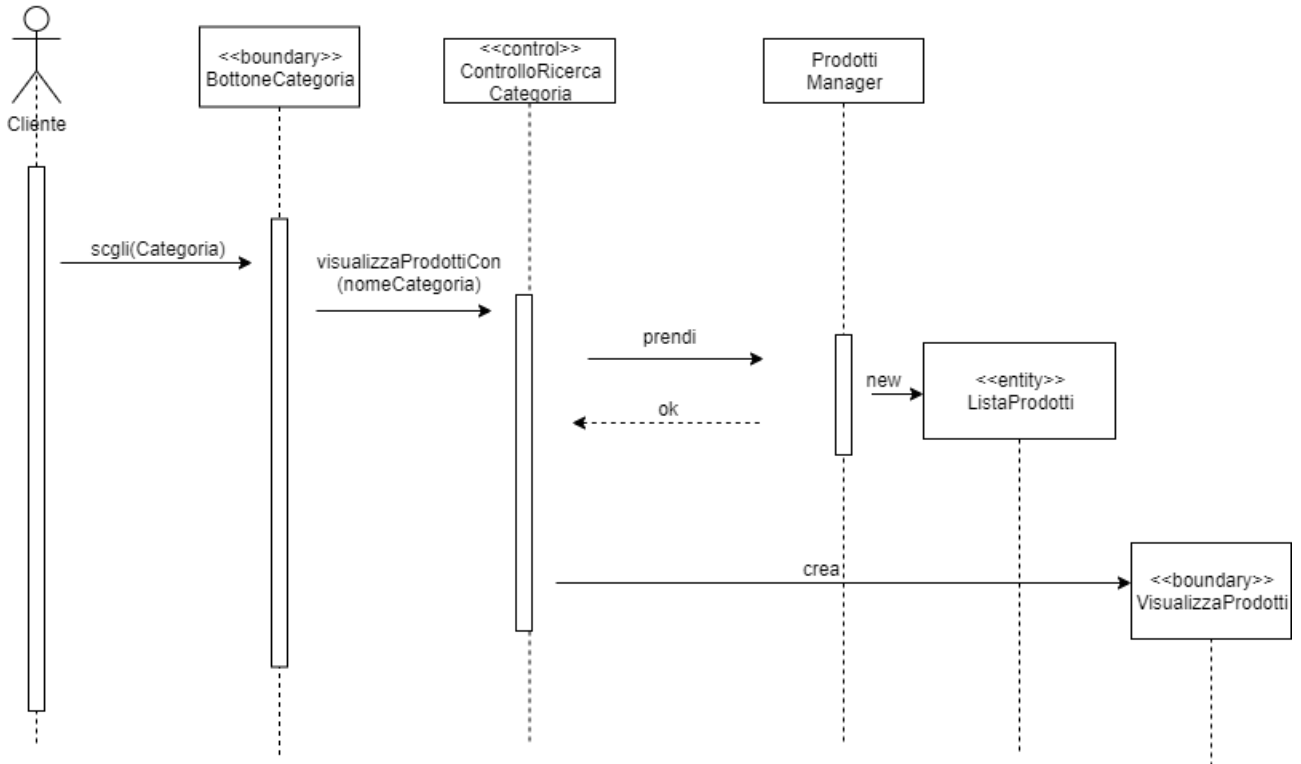 Cliente
<<boundary>>
BottoneCategoria
<<control>>
ControlloRicerca
Categoria
Prodotti
Manager
scgli(Categoria)
visualizzaProdottiCon
(nomeCategoria)
prendi
new
<<entity>>
ListaProdotti
ok
crea
<<boundary>>
VisualizzaProdotti